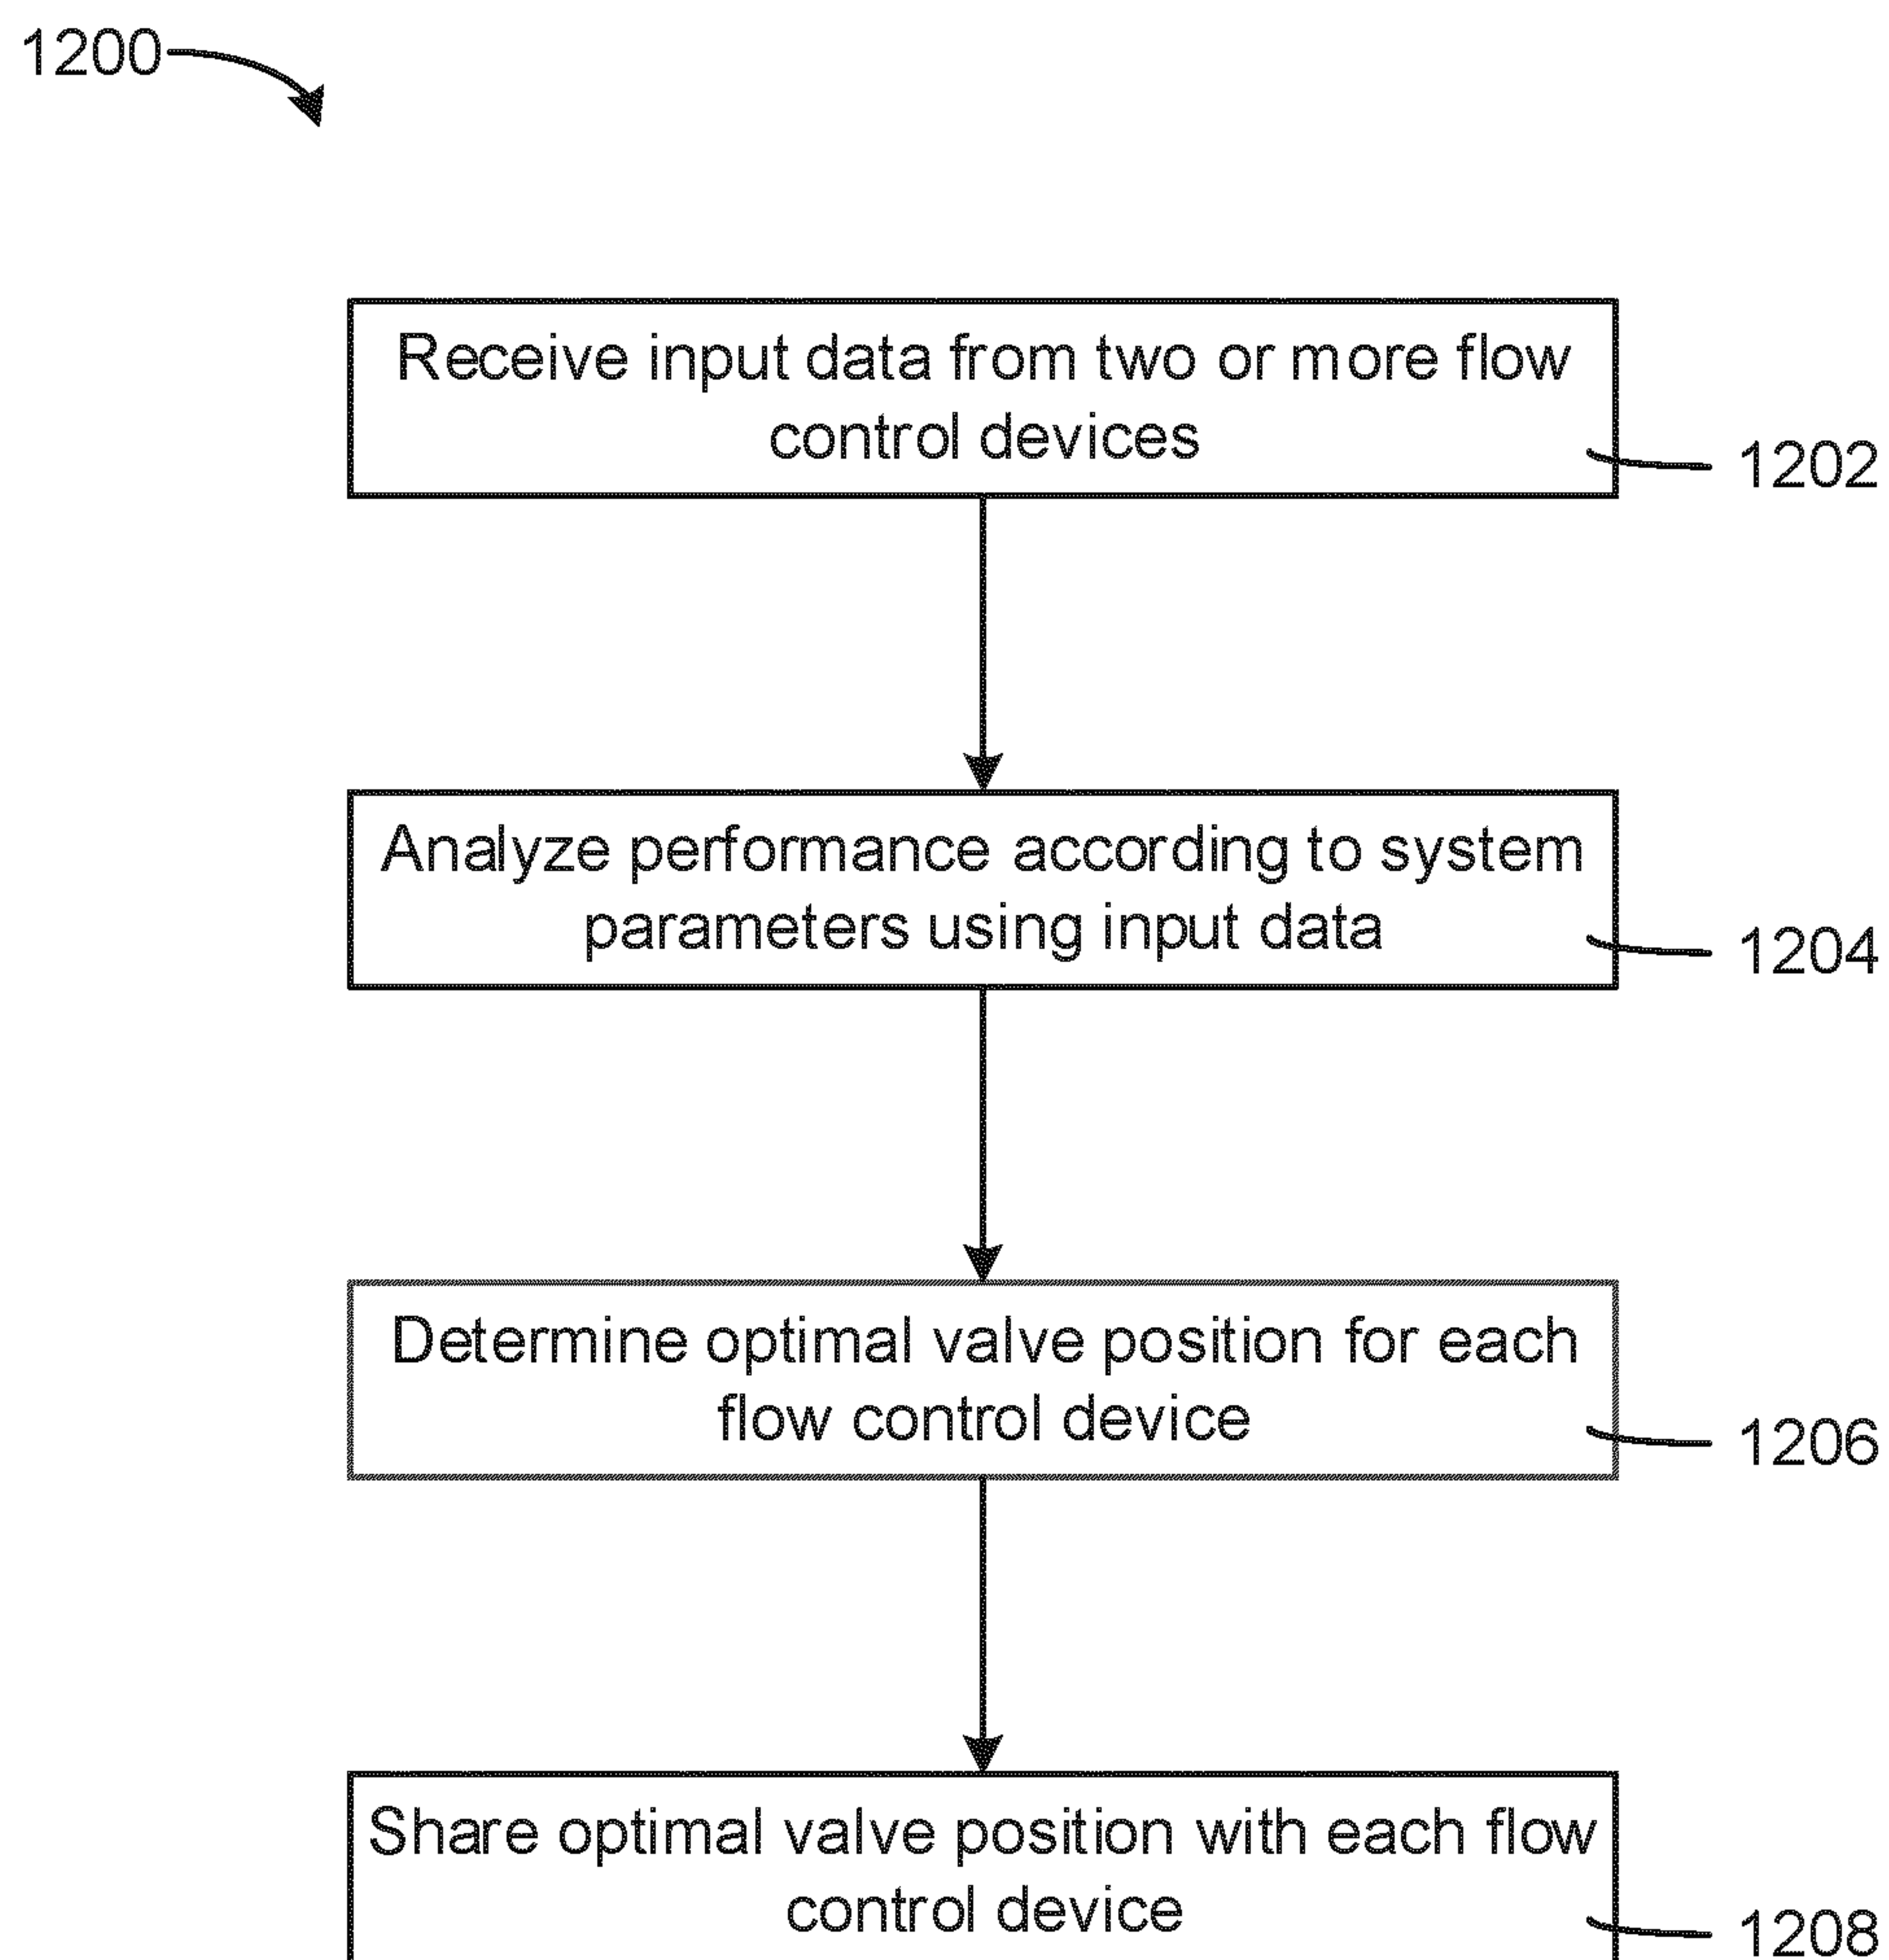 1200
Receive input data from two or more flow
control devices
1202
Analyze performance according to system
parameters using input data
1204
Determine optimal valve position for each
flow control device
1206
Share optimal valve position with each flow
control device
1208